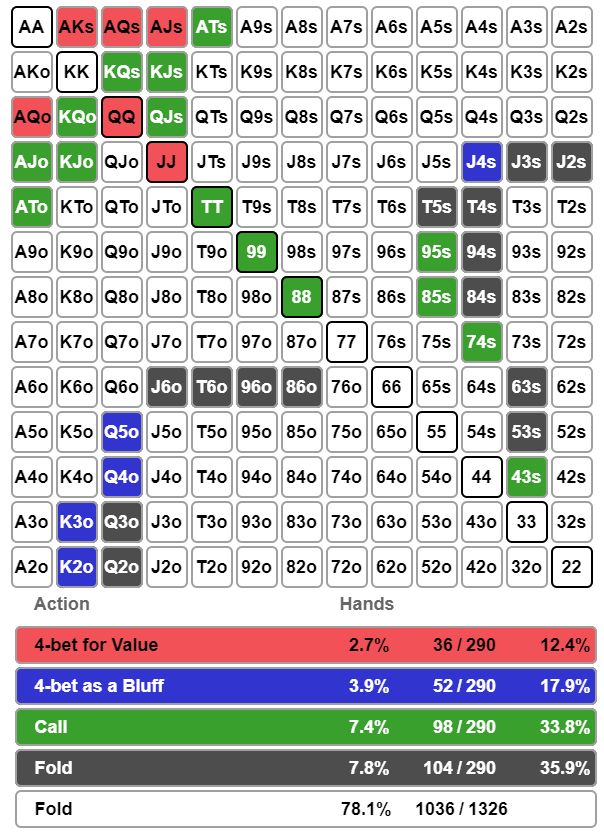 AA AKs AQs AJs ATs A9s A8s A7s A6s A5s A4s A3s A2s
AKo KK KQs KJs KTs K9s K8s K7s K6s K5s K4s K3s K2s
AQo KQo QQ QJs QTs Q9s Q8s Q7s Q6s Q5s Q4s Q3s Q2s
AJo KJo QJo JJ JTs J9s J8s J7s J6s J5s J4s J3s J2s
ATo KTo QTo JTo TT T9s T8s T7s T6s T5s T4s T3s T2s
A9o K9o Q9o J9o T9o 99 98s 97s 96s 95s 94s 93s 92s
A8o K8o Q8o J8o T8o 98o 88 87s 86s 85s 84s 83s 82s
A7o K7o Q7o J7o T7o 97o 87o 77 76s 75s 74s 73s 72s
A6o K6o Q6o J6o T6o 96o 86o 76o 66 65s 64s 63s 62s
A5o K5o Q5o J5o T5o 95o 85o 75o 65o 55 54s 53s 52s
A4o K4o Q4o J4o T4o 94o 84o 74o 64o 54o 44 43s 42s
A3o K3o Q3o J3o T3o 93o 83o 73o 63o 53o 43o 33 32s
A2o K2o Q2o J2o T2o 92o 82o 72o 62o 52o 42o 32o 22
Action Hands
4-bet for Value 2.7% 36 / 290 12.4%
4-bet as a Bluff 3.9% 52 / 290 17.9%
Call 7.4% 98 / 290 33.8%
Fold 7.8% 104 / 290 35.9%
Fold 78.1% 1036 / 1326